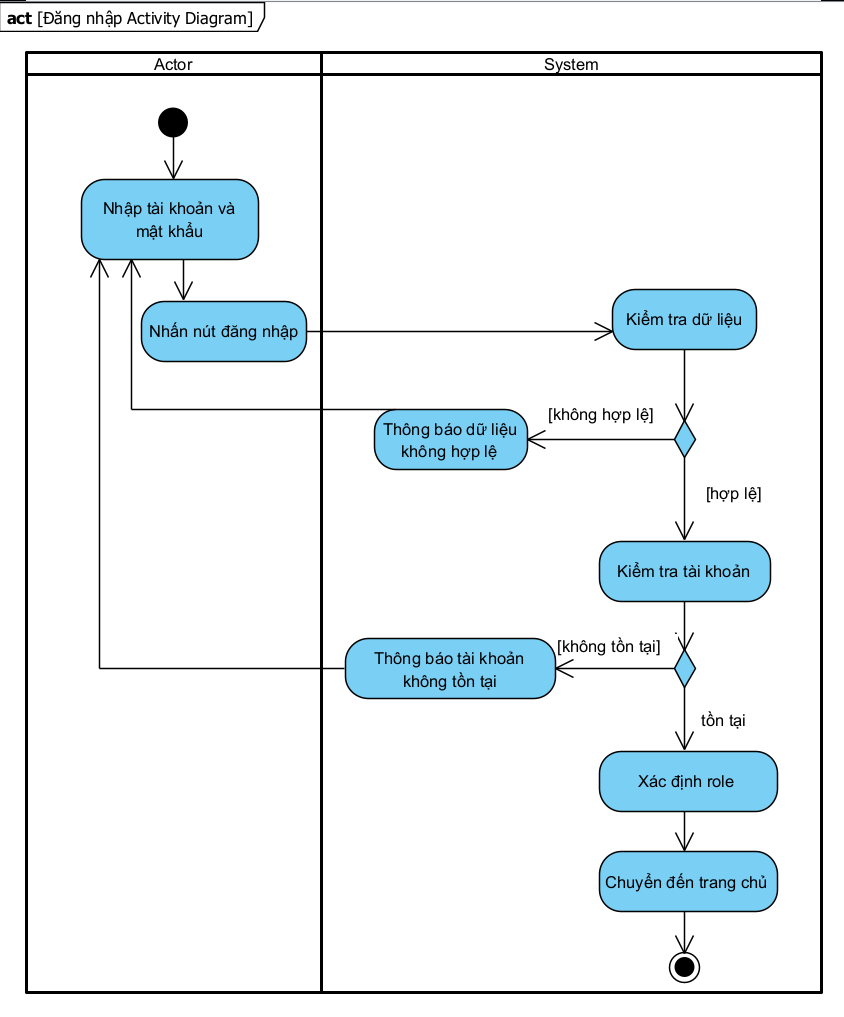 act [Đăng nhập Activity Diagram]
Actor
System
Nhập tài khoản và
mật khẩu
Nhấn nút đăng nhập
Kiểm tra dữ liệu
[không hợp lệ]
Thông báo dữ liệu
không hợp lệ
[hợp lệ]
Kiểm tra tài khoản
[không tồn tại]
Thông báo tài khoản
không tồn tại
tồn tại
Xác định role
Chuyển đến trang chủ